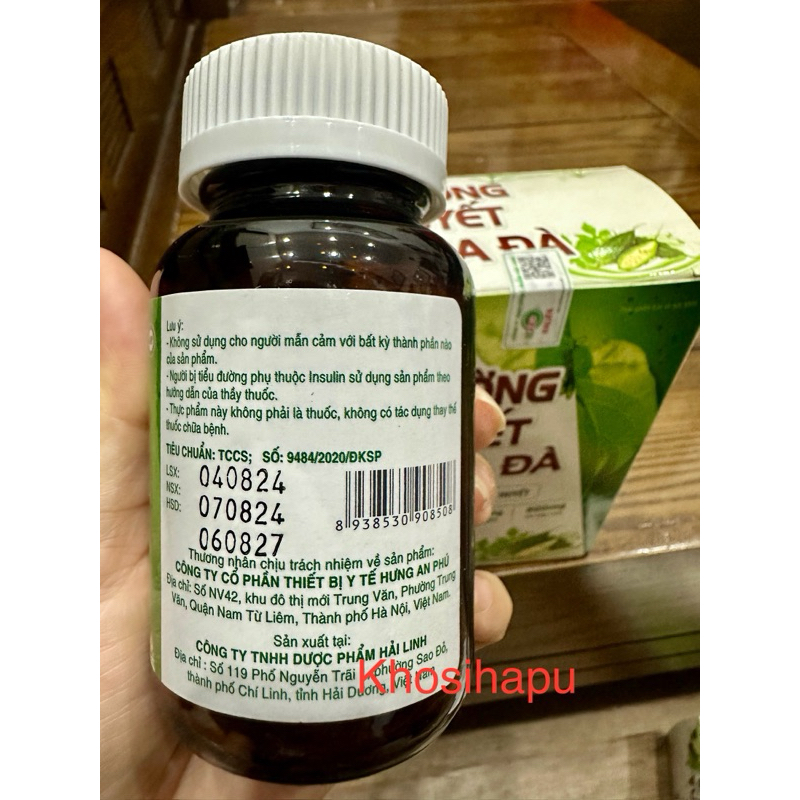 Lưu ý:
- Không sử dụng cho người mẫn cảm với bất kỳ thành phần nào
của sản phẩm.
- Người bị tiểu đường phụ thuộc Insulin sử dụng sản phẩm theo
hướng dẫn của thầy thuốc.
- Thực phẩm này không phải là thuốc, không có tác dụng thay thế
thuốc chữa bệnh.
TIÊU CHUẨN: TCCS; SỐ: 9484/2020/ĐKSP
LSX: 040824
NSX: 070824
HSD: 060827
8 938530 908508
Thương nhân chịu trách nhiệm về sản phẩm:
CÔNG TY CỔ PHẦN THIẾT BỊ Y TẾ HƯNG AN PHÚ
Địa chỉ: Số NV42, khu đô thị mới Trung Văn, Phường Trung
Văn, Quận Nam Từ Liêm, Thành phố Hà Nội, Việt Nam.
Sản xuất tại:
CÔNG TY TNHH DƯỢC PHẨM HẢI LINH
Địa chỉ : Số 119 Phố Nguyễn Trãi phường Sao Đỏ,
thành phố Chí Linh, tỉnh Hải Dương, Việt Nam.
Khosihapu
ĐÀ
ĐÀ